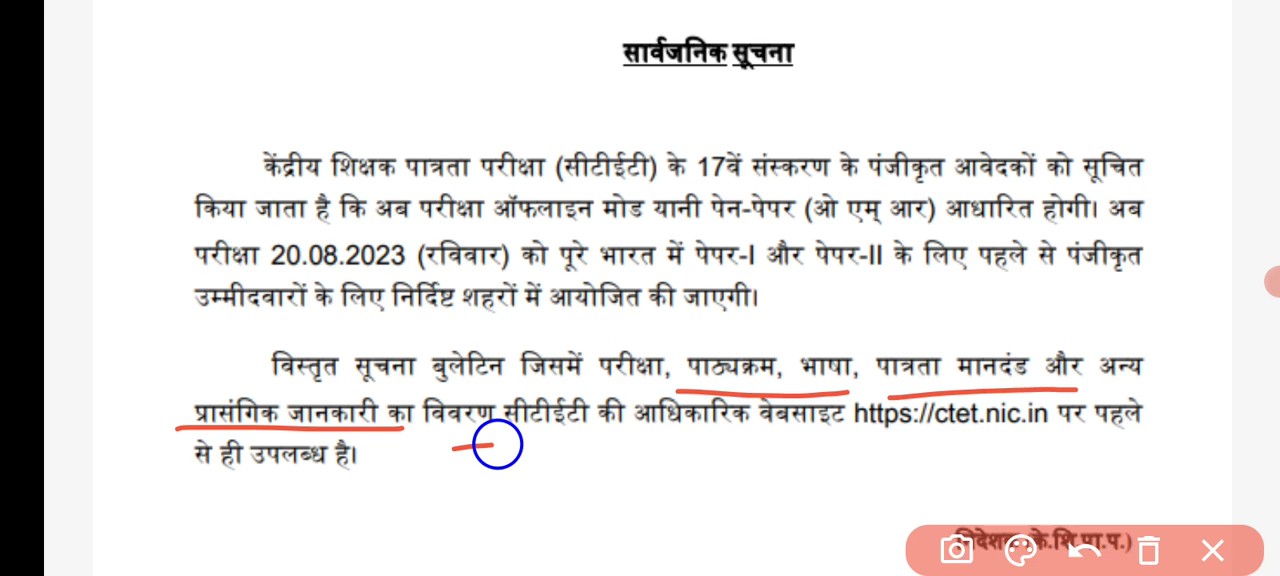 सार्वजनिक सूचना
केंद्रीय शिक्षक पात्रता परीक्षा (सीटीईटी) के 17वें संस्करण के पंजीकृत आवेदकों को सूचित
किया जाता है कि अब परीक्षा ऑफलाइन मोड यानी पेन-पेपर (ओ एम् आर) आधारित होगी। अब
परीक्षा 20.08.2023 (रविवार) को पूरे भारत में पेपर-I और पेपर-II के लिए पहले से पंजीकृत
उम्मीदवारों के लिए निर्दिष्ट शहरों में आयोजित की जाएगी।
विस्तृत सूचना बुलेटिन जिसमें परीक्षा, पाठ्यक्रम, भाषा, पात्रता मानदंड और अन्य
प्रासंगिक जानकारी का विवरण सीटीईटी की आधिकारिक वेबसाइट https://ctet.nic.in पर पहले
से ही उपलब्ध है।